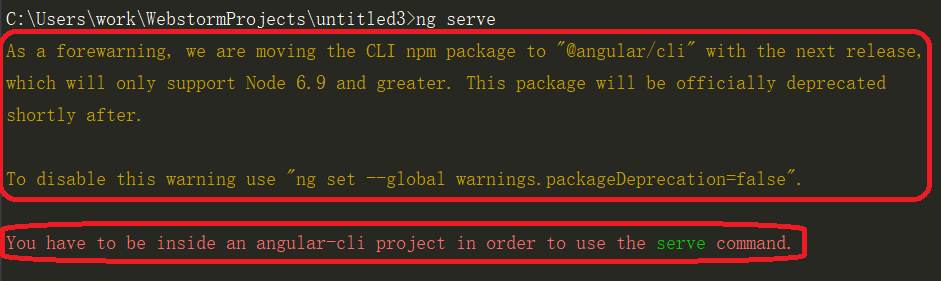 C:\Users\work\WebstormProjects\untitled3>ng serve
As a forewarning, we are moving the CLI npm package to "@angular/cli" with the next release,
which will only support Node 6.9 and greater. This package will be officially deprecated
shortly after.
To disable this warning use "ng set --global warnings.packageDeprecation=false".
You have to be inside an angular-cli project in order to use the serve command.